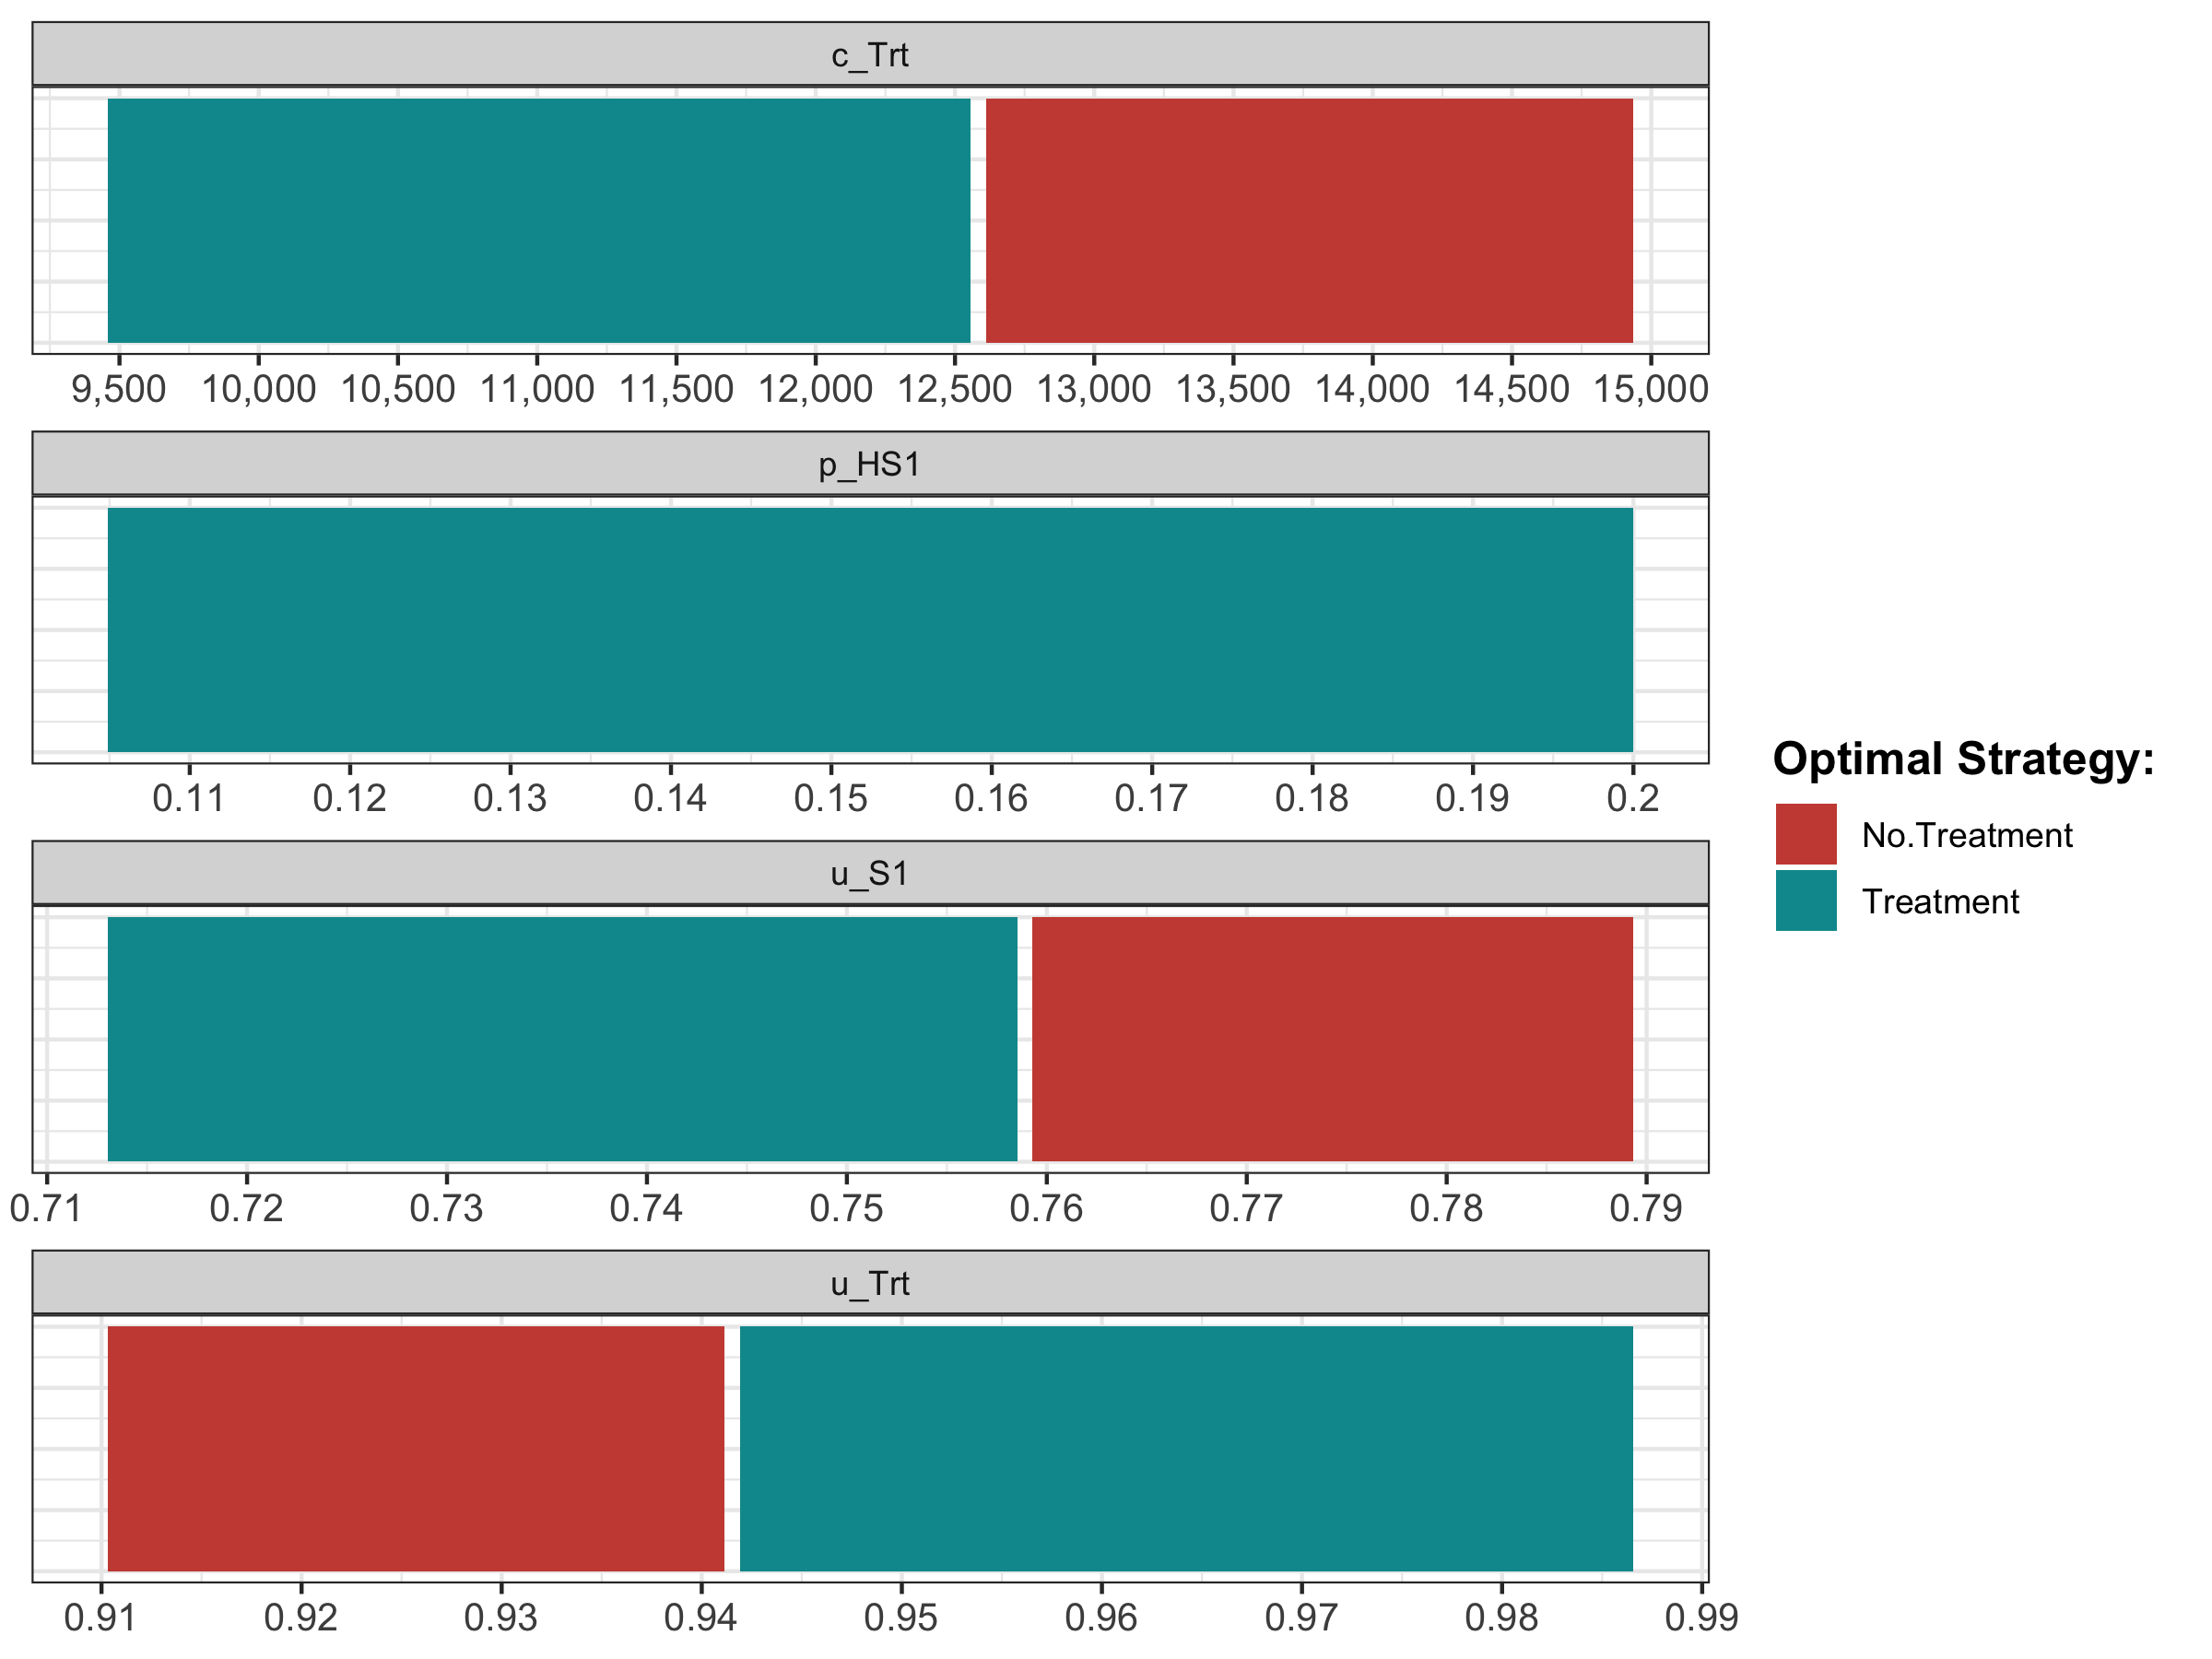 c_Trt
9,500 10,000 10,500 11,000 11,500 12,000 12,500 13,000 13,500 14,000 14,500 15,000
p_HS1
0.11 0.12 0.13 0.14 0.15 0.16 0.17 0.18 0.19 0.2
u_S1
0.71 0.72 0.73 0.74 0.75 0.76 0.77 0.78 0.79
u_Trt
0.91 0.92 0.93 0.94 0.95 0.96 0.97 0.98 0.99
Optimal Strategy:
No.Treatment
Treatment